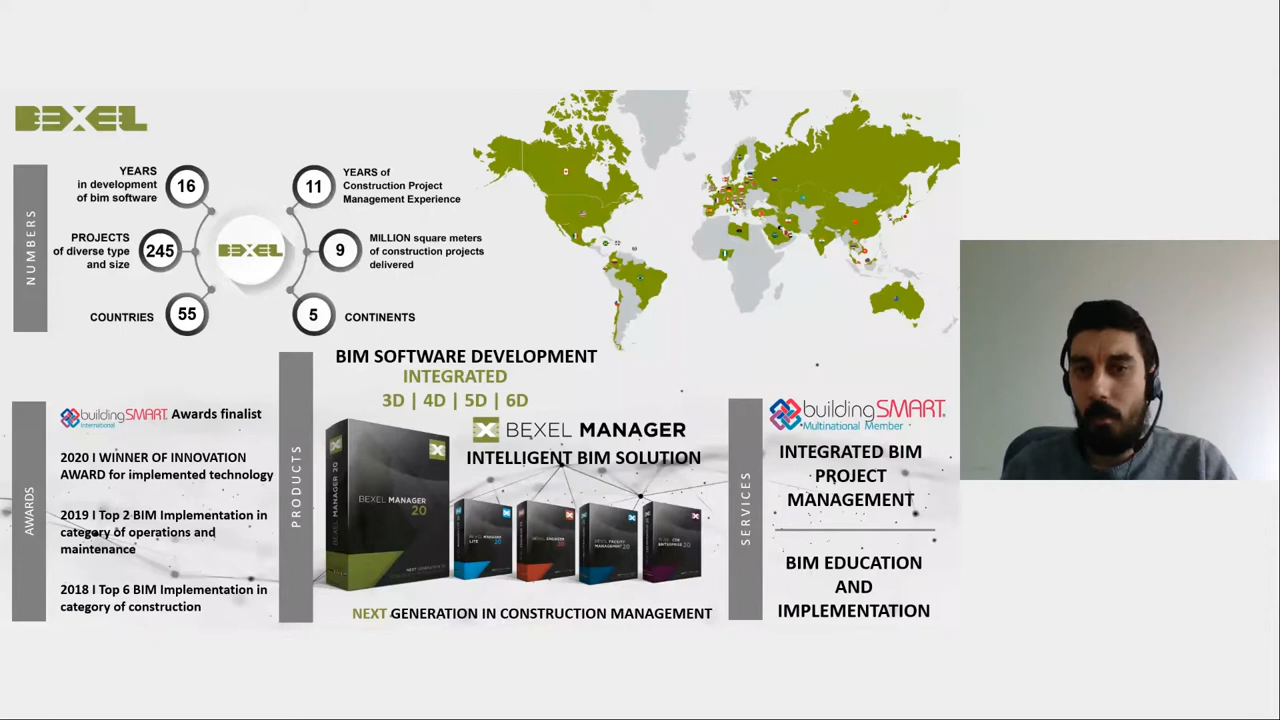 BEXEL
NUMBERS
YEARS
in development
of bim software
16
11
YEARS of
Construction Project
Management Experience
PROJECTS
of diverse type
and size
245
BEXEL
9
MILLION square meters
of construction projects
delivered
COUNTRIES
55
5
CONTINENTS
AWARDS
buildingSMART Awards finalist
International
2020 I WINNER OF INNOVATION
AWARD for implemented technology
2019 I Top 2 BIM Implementation in
category of operations and
maintenance
2018 I Top 6 BIM Implementation in
category of construction
PRODUCTS
BIM SOFTWARE DEVELOPMENT
INTEGRATED
3D | 4D | 5D | 6D
BEXEL MANAGER
INTELLIGENT BIM SOLUTION
BEXEL MANAGER 20
BEXEL MANAGER
20
NEXT GENERATION IN CONSTRUCTION MANAGEMENT
SERVICES
buildingSMART
Multinational Member
INTEGRATED BIM
PROJECT
MANAGEMENT
BIM EDUCATION
AND
IMPLEMENTATION